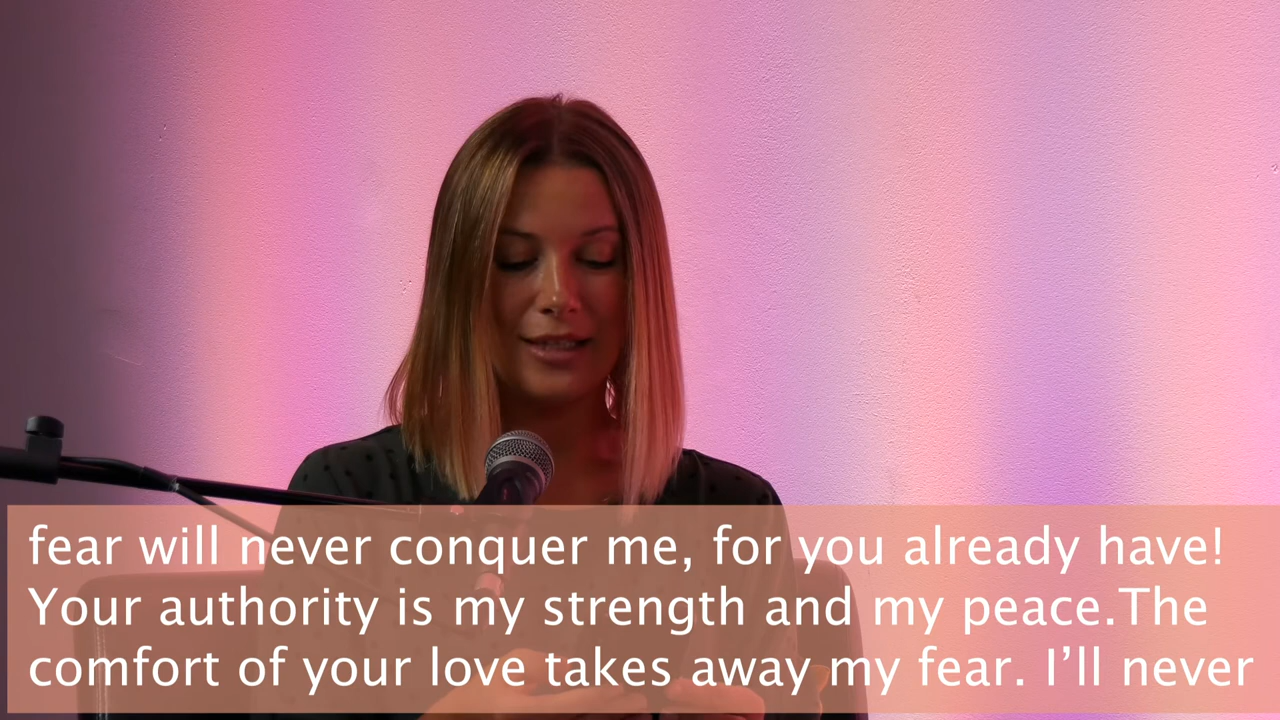 fear will never conquer me, for you already have!
Your authority is my strength and my peace.The
comfort of your love takes away my fear. I’ll never